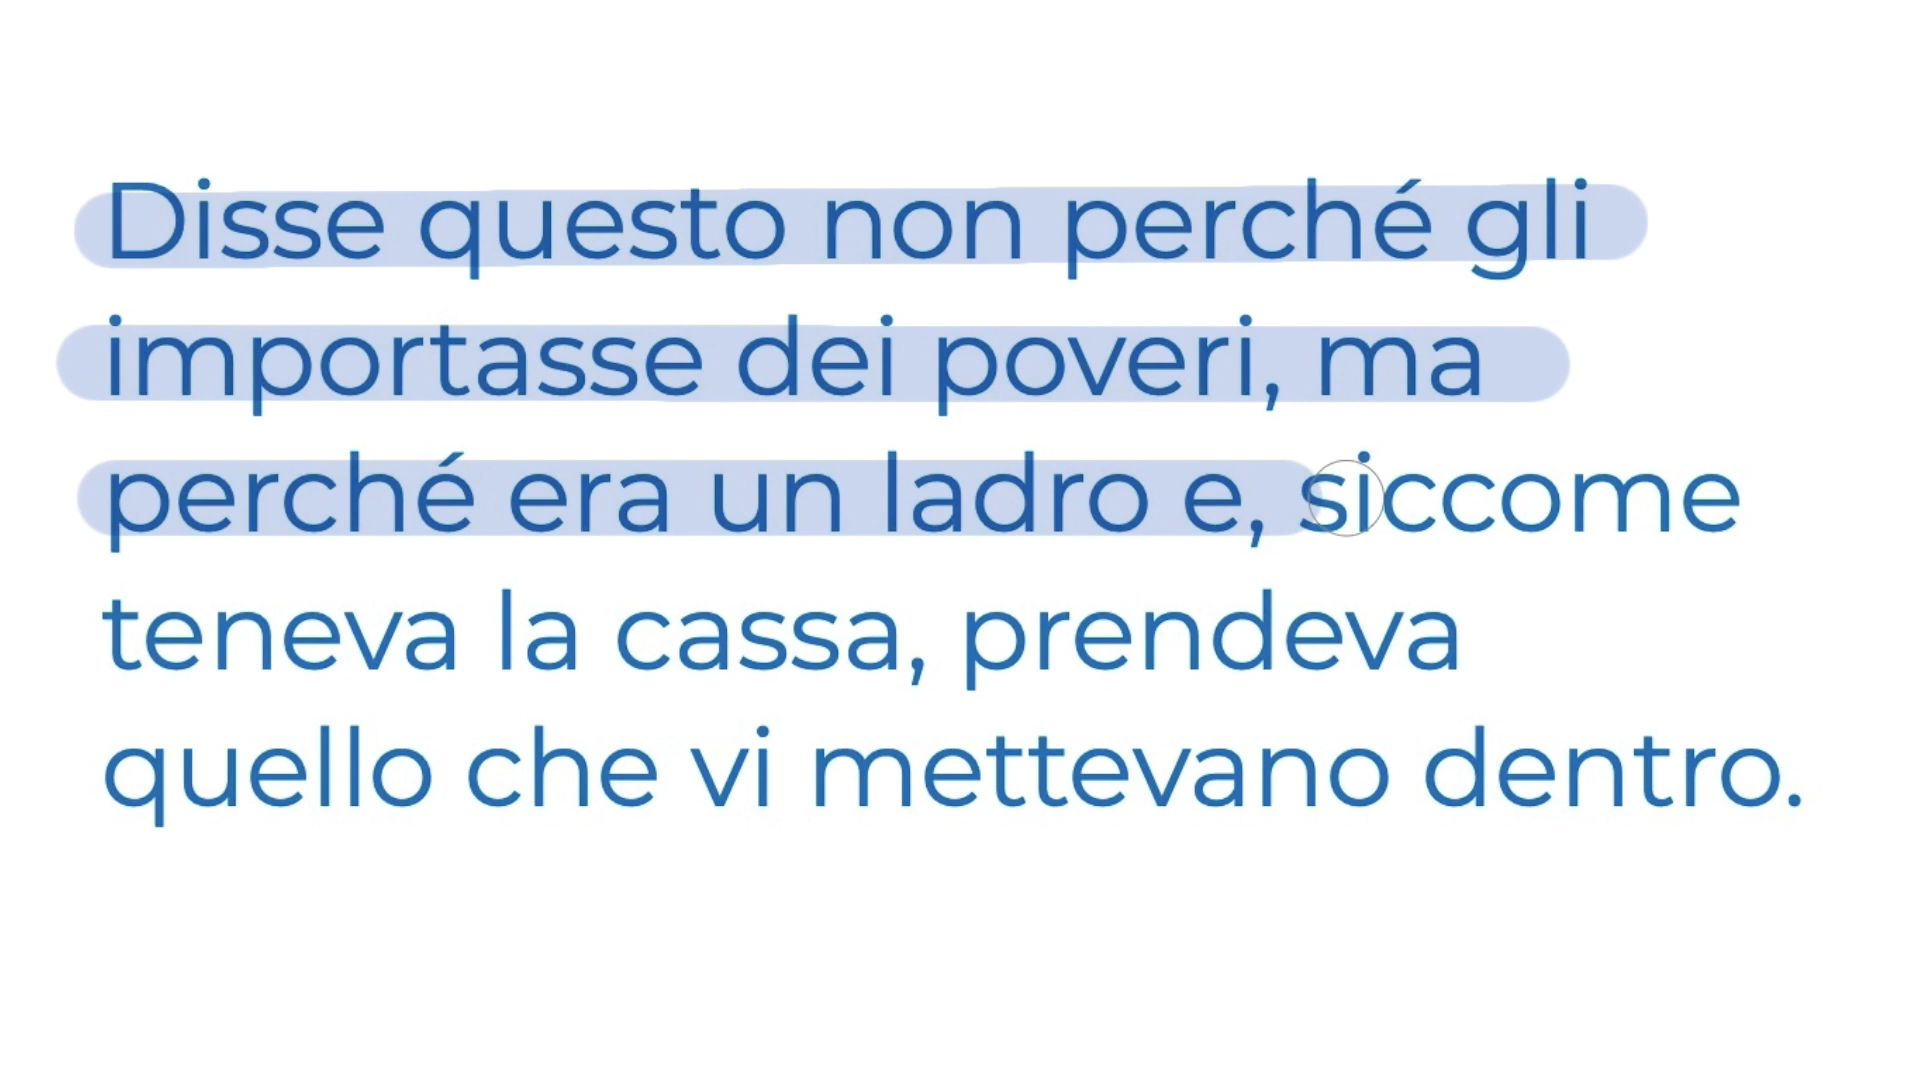 Disse questo non perché gli
importasse dei poveri, ma
perché era un ladro e, siccome
teneva la cassa, prendeva
quello che vi mettevano dentro.